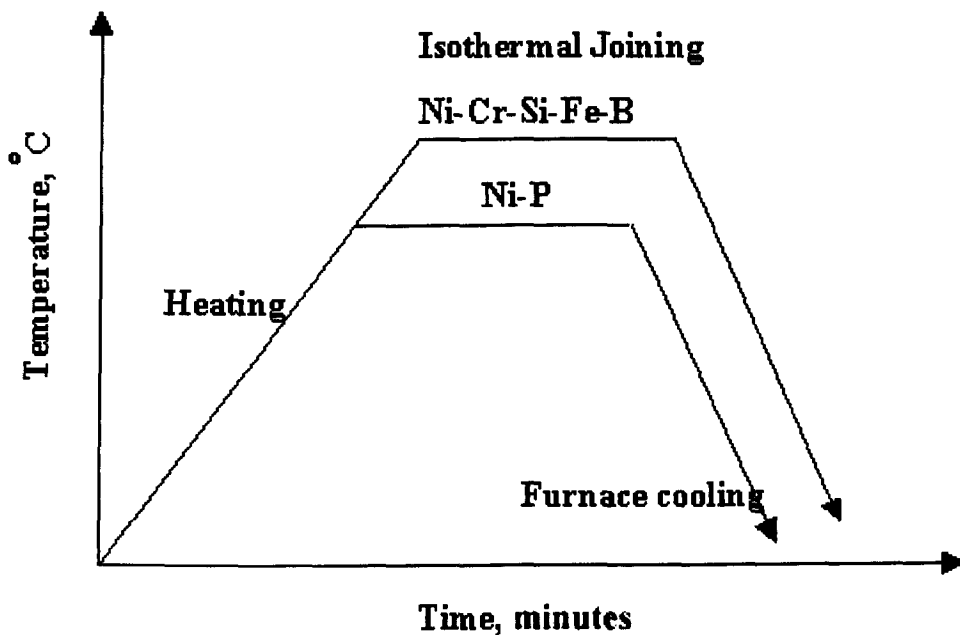 Isothermal Joining
Ni-Cr-Si-Fe-B
Ni-P
Heating
Furnace cooling
Temperature, °C
Time, minutes